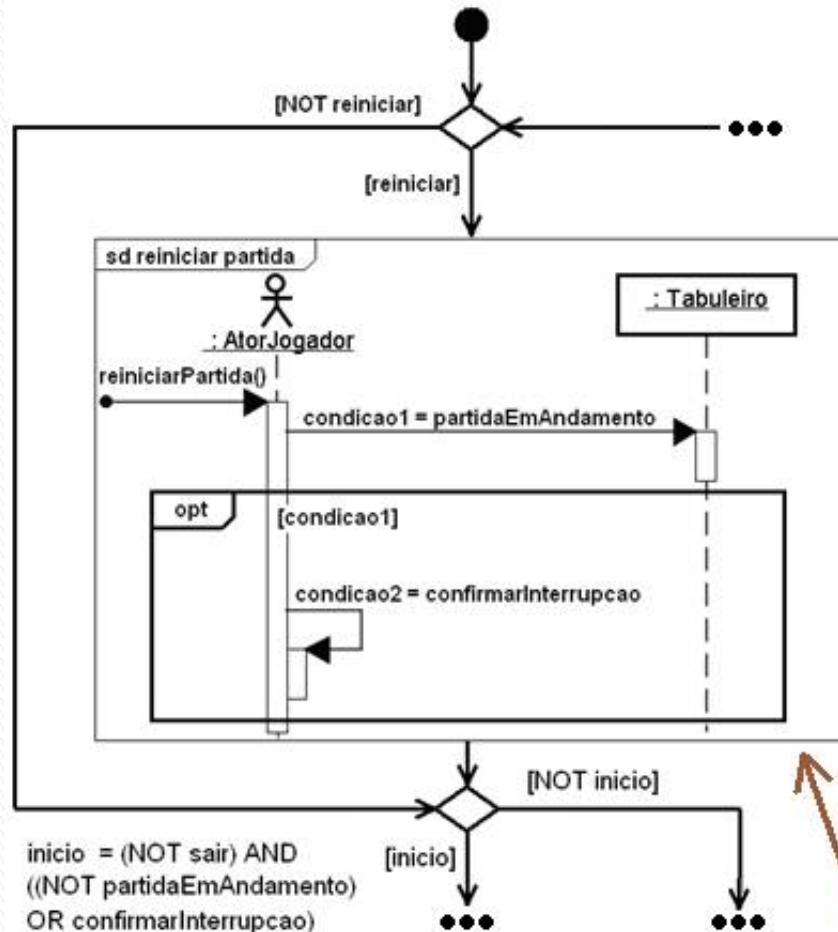 [NOT reiniciar]
[reiniciar]
sd reiniciar partida
: Tabuleiro
: AtorJogador
reiniciarPartida()
condicao1 = partidaEmAndamento
opt
[condicao1]
condicao2 = confirmarInterrupcao
[NOT inicio]
inicio = (NOT sair) AND
((NOT partidaEmAndamento)
OR confirmarInterrupcao)
[inicio]